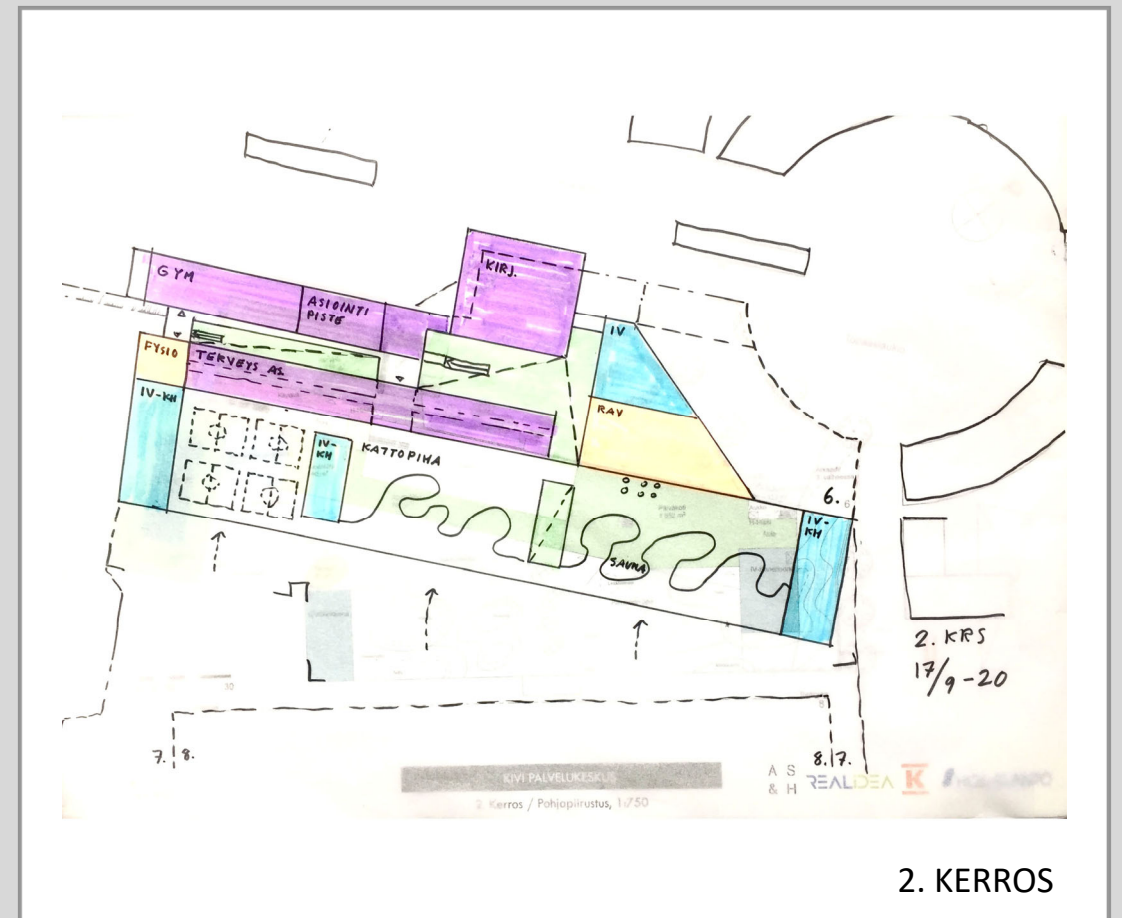 KIRJ.
GYM
ASIOINTI
PISTE
IV
FYSIO
TERVEYS AS.
IV-KH
RAV
IV-
KH
KATTOPIHA
6.
IV-
KH
SAUNA
2. KRS
17/9-20
7. 8.
8. 7.
KIVI PALVELUKESKUS
2. Kerros / Pohjapiirustus, 1:750
A S
& H
REALIDEA
K
2. KERROS